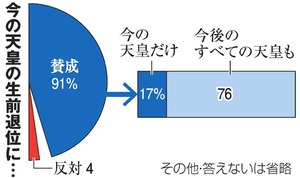 今の天皇の生前退位に…
賛成
91%
反対 4
今の
天皇だけ
今後の
すべての天皇も
17%
76
その他・答えないは省略